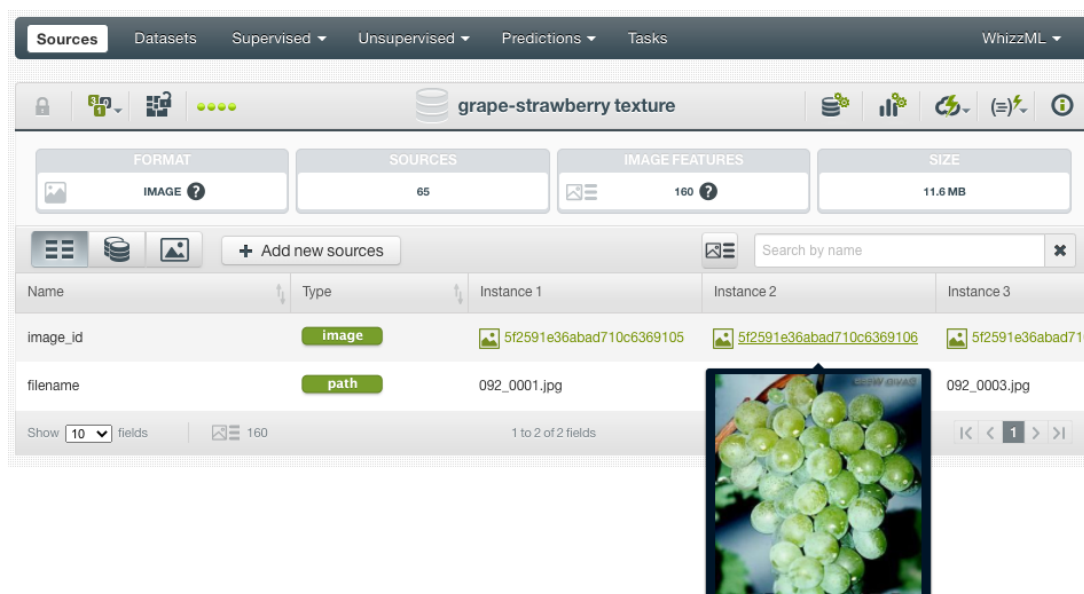 Sources Datasets Supervised Unsupervised Predictions Tasks WhizzML
grape-strawberry texture
FORMAT SOURCES IMAGE FEATURES SIZE
IMAGE ? 65 160 ? 11.6 MB
+ Add new sources Search by name
Name Type Instance 1 Instance 2 Instance 3
image_id image 5f2591e36abad710c6369105 5f2591e36abad710c6369106 5f2591e36abad71
filename path 092_0001.jpg 092_0003.jpg
Show 10 fields 160 1 to 2 of 2 fields 1